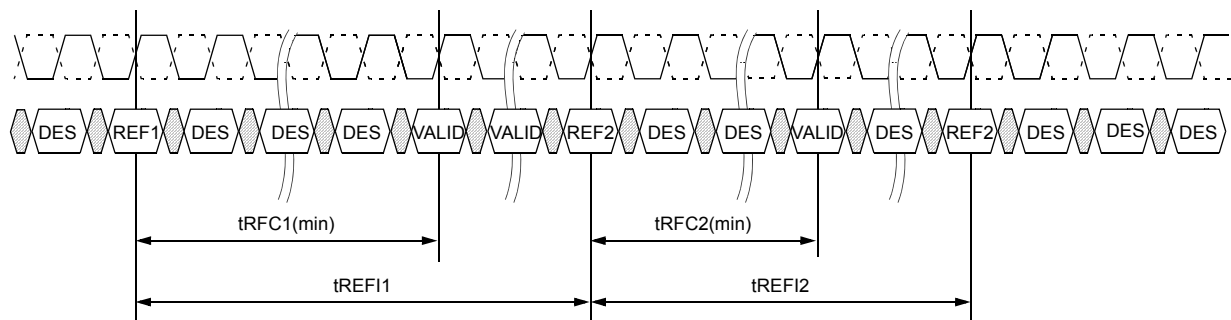 DES REF1 DES DES DES VALID VALID REF2 DES DES VALID DES REF2 DES DES DES
tRFC1(min) tRFC2(min)
tREFI1 tREFI2